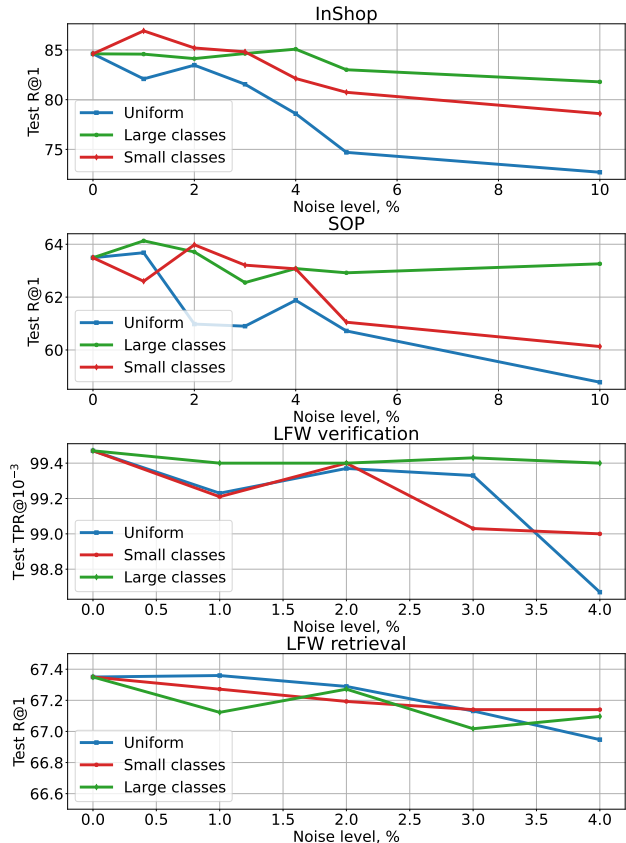 InShop
Test R@1
85
80
75
Uniform
Large classes
Small classes
0 2 4 6 8 10
Noise level, %
SOP
Test R@1
64
62
60
Uniform
Large classes
Small classes
0 2 4 6 8 10
Noise level, %
LFW verification
Test TPR@10⁻³
99.4
99.2
99.0
98.8
Uniform
Small classes
Large classes
0.0 0.5 1.0 1.5 2.0 2.5 3.0 3.5 4.0
Noise level, %
LFW retrieval
Test R@1
67.4
67.2
67.0
66.8
66.6
Uniform
Small classes
Large classes
0.0 0.5 1.0 1.5 2.0 2.5 3.0 3.5 4.0
Noise level, %